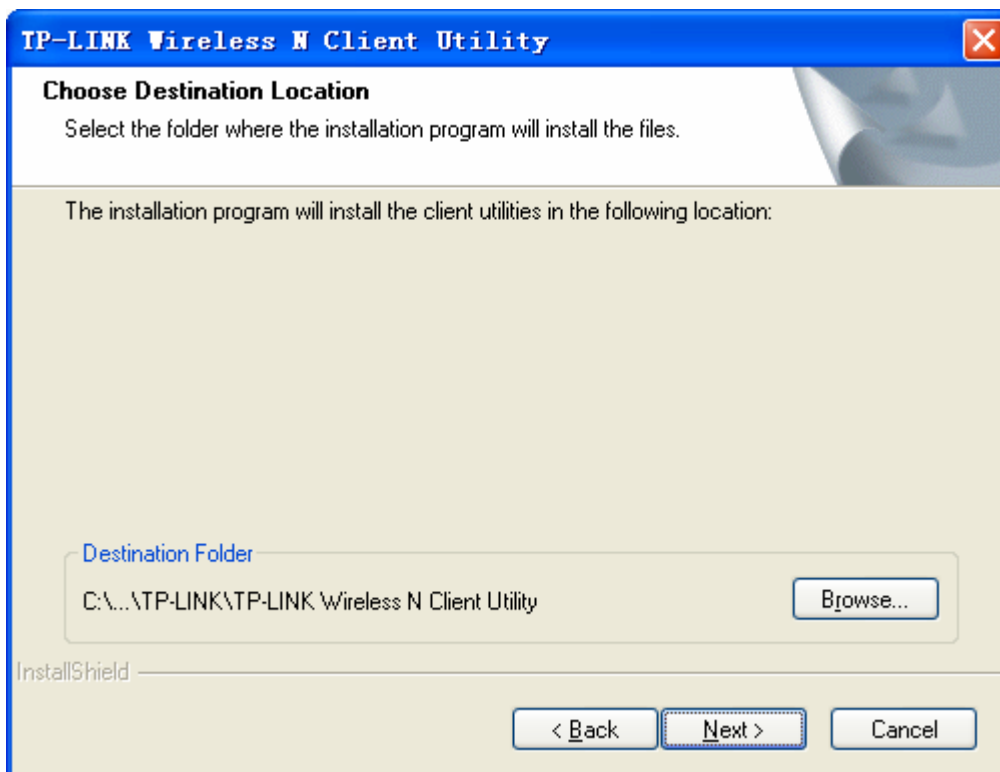 TP-LINK Wireless N Client Utility
Choose Destination Location
Select the folder where the installation program will install the files.
The installation program will install the client utilities in the following location:
Destination Folder
C:\...\TP-LINK\TP-LINK Wireless N Client Utility
Browse...
InstallShield
< Back
Next >
Cancel